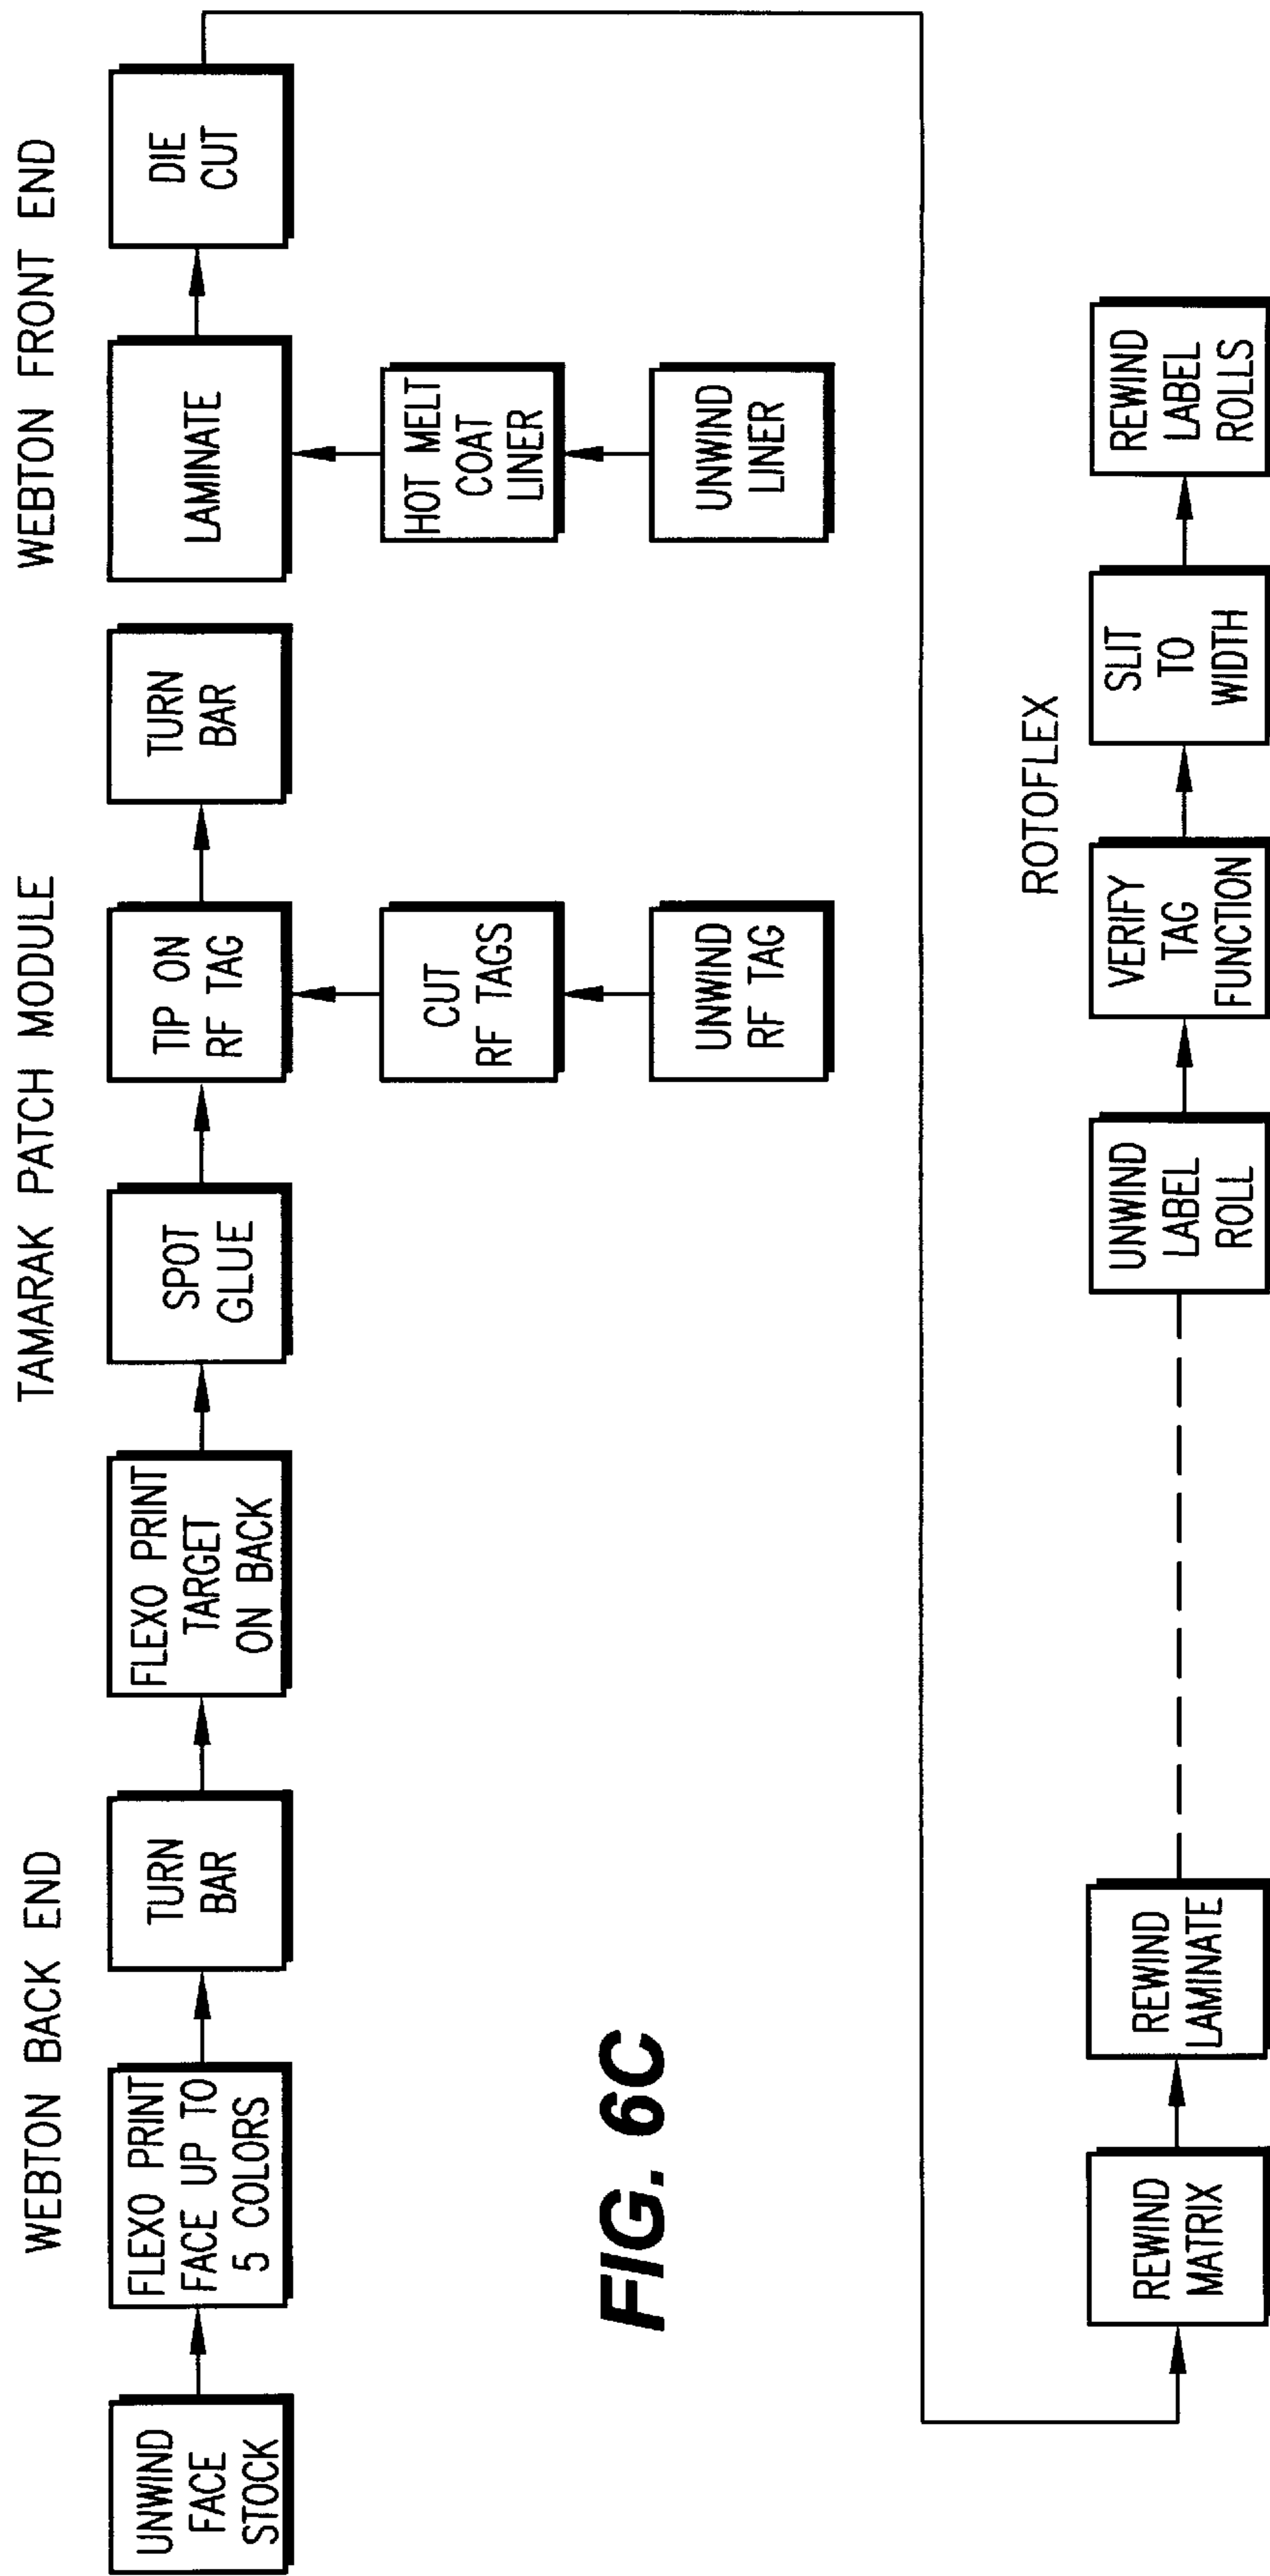 WEBTON BACK END
UNWIND
FACE
STOCK
FLEXO PRINT
FACE UP TO
5 COLORS
TURN
BAR
FLEXO PRINT
TARGET
ON BACK
TAMARAK PATCH MODULE
SPOT
GLUE
TIP ON
RF TAG
CUT
RF TAGS
UNWIND
RF TAG
TURN
BAR
WEBTON FRONT END
LAMINATE
HOT MELT
COAT
LINER
UNWIND
LINER
DIE
CUT
FIG. 6C
REWIND
MATRIX
REWIND
LAMINATE
ROTOFLEX
UNWIND
LABEL
ROLL
VERIFY
TAG
FUNCTION
SLIT
TO
WIDTH
REWIND
LABEL
ROLLS